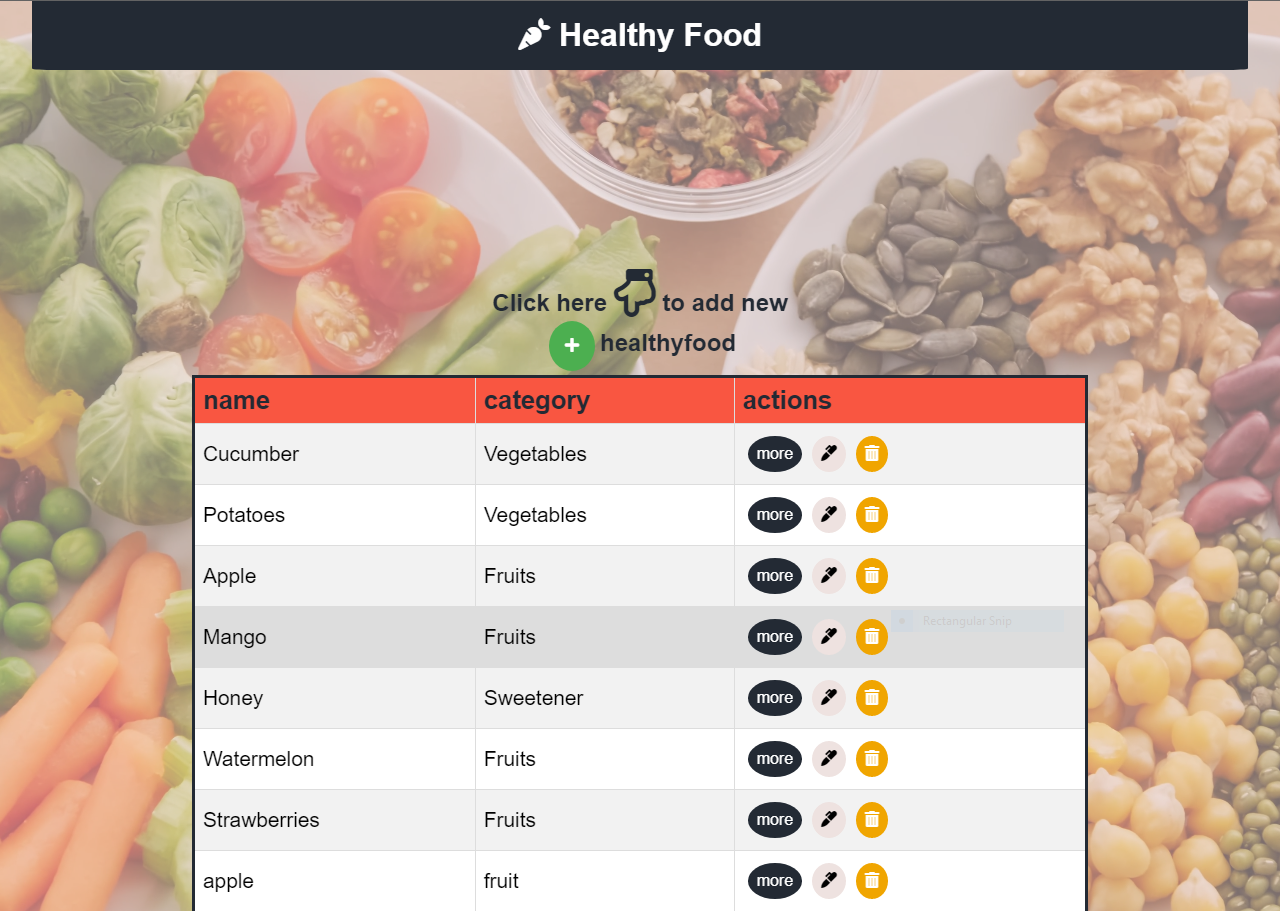 Healthy Food
Click here to add new
+ healthyfood
name category actions
Cucumber Vegetables more
Potatoes Vegetables more
Apple Fruits more
Mango Fruits more Rectangular Snip
Honey Sweetener more
Watermelon Fruits more
Strawberries Fruits more
apple fruit more